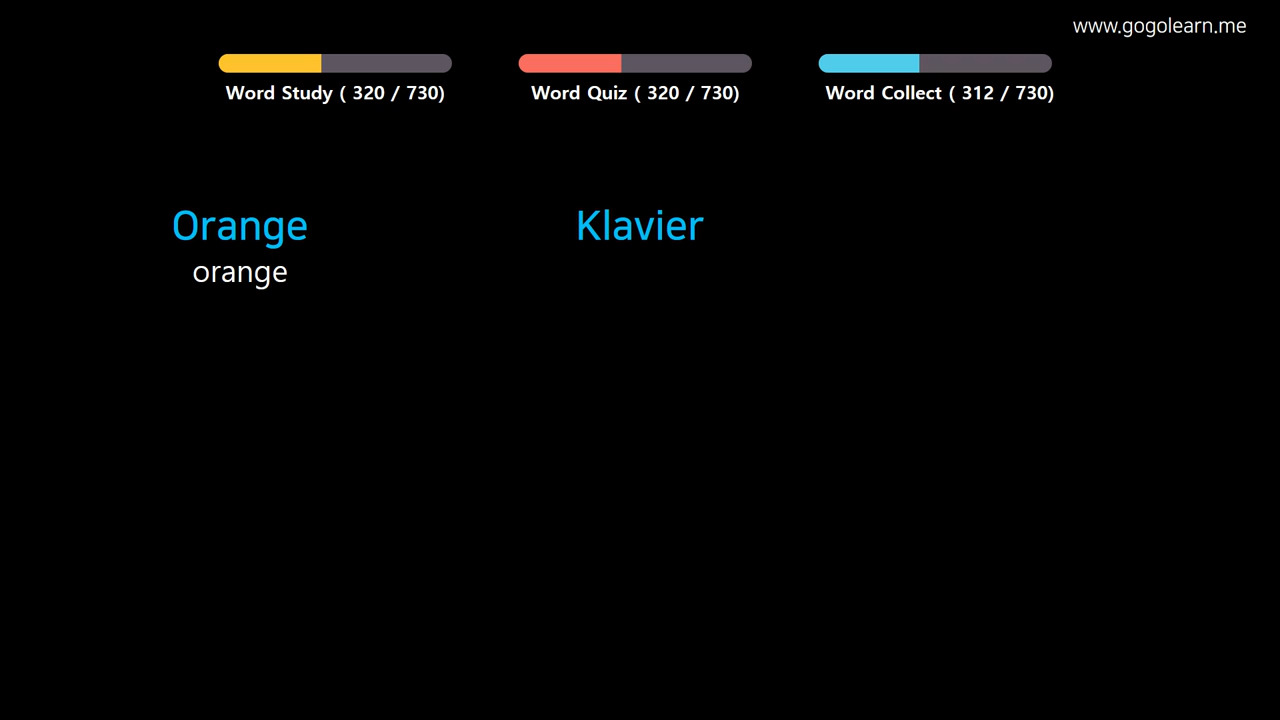 www.gogolearn.me
Word Study ( 320 / 730)
Word Quiz ( 320 / 730)
Word Collect ( 312 / 730)
Orange
Klavier
orange